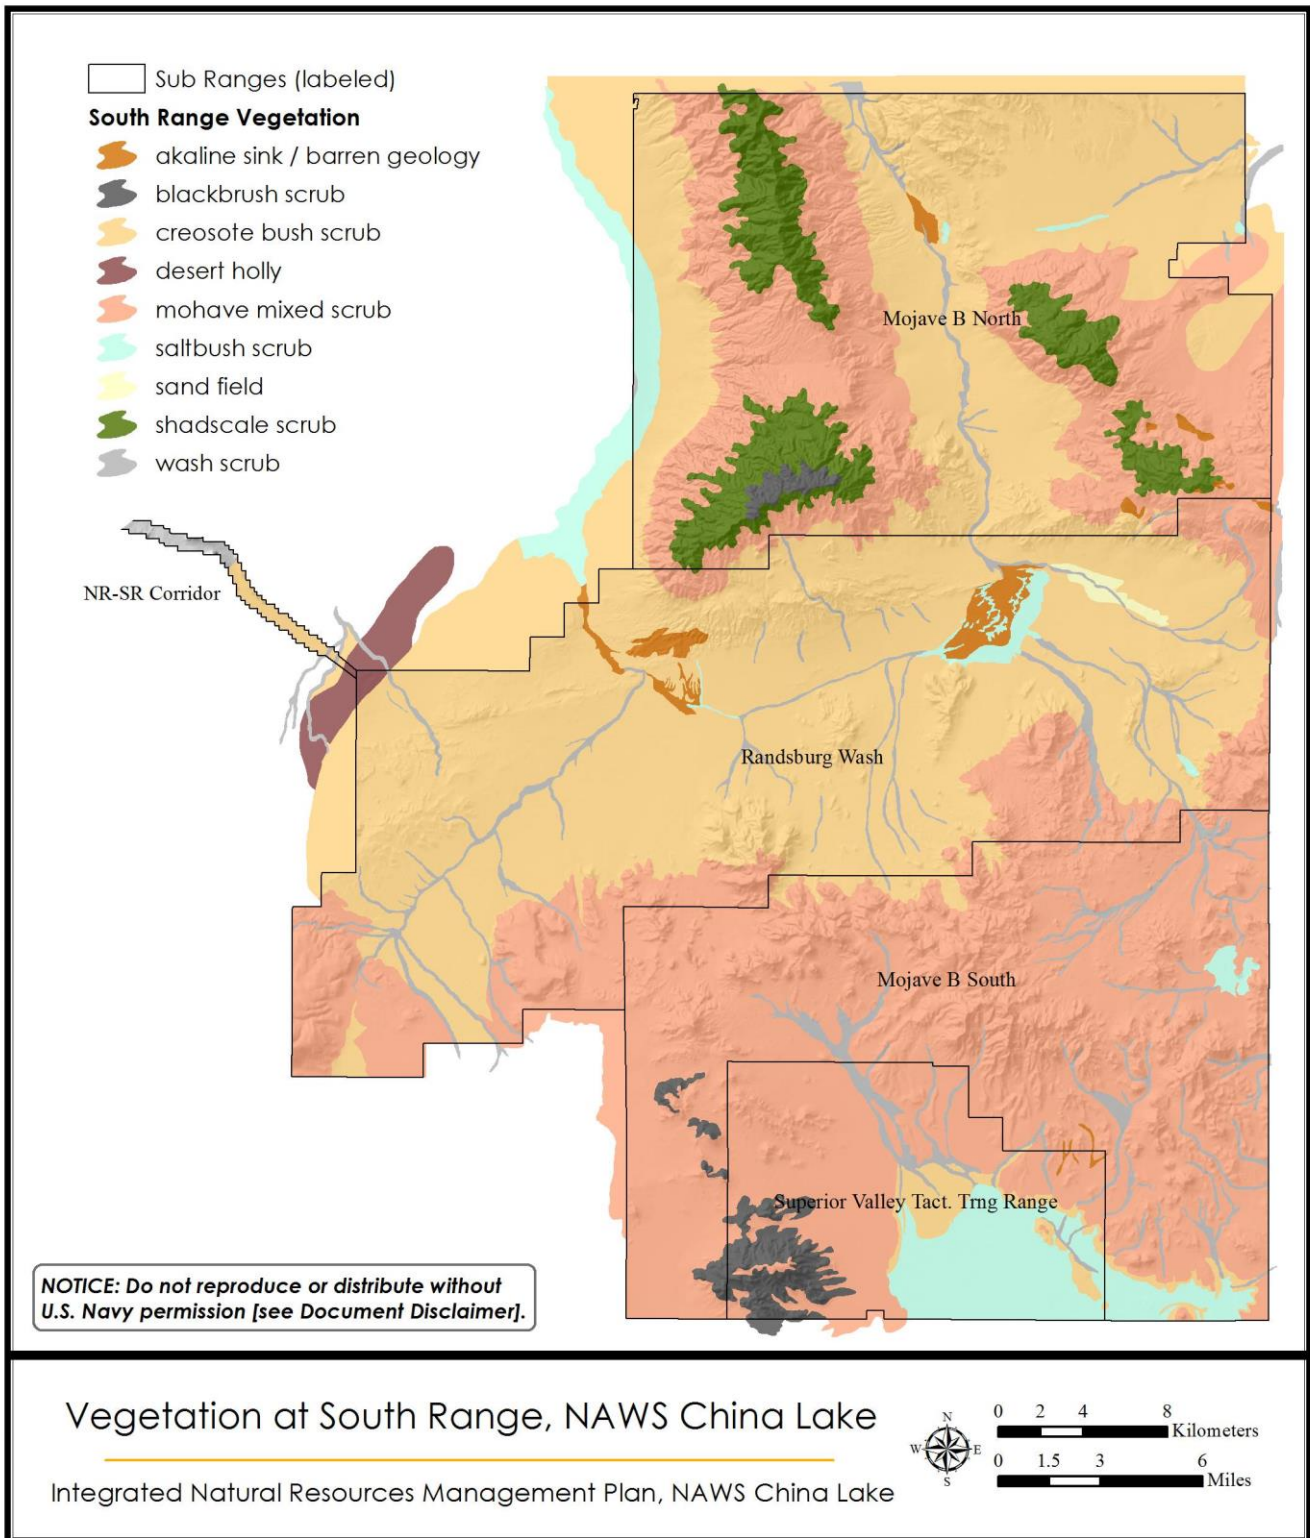 Sub Ranges (labeled)
South Range Vegetation
akaline sink / barren geology
blackbrush scrub
creosote bush scrub
desert holly
mohave mixed scrub
saltbush scrub
sand field
shadscale scrub
wash scrub
Mojave B North
NR-SR Corridor
Randsburg Wash
Mojave B South
Superior Valley Tact. Trng Range
NOTICE: Do not reproduce or distribute without
U.S. Navy permission [see Document Disclaimer].
Vegetation at South Range, NAWS China Lake
Integrated Natural Resources Management Plan, NAWS China Lake
N
W E
S
0 2 4 8
Kilometers
0 1.5 3 6
Miles